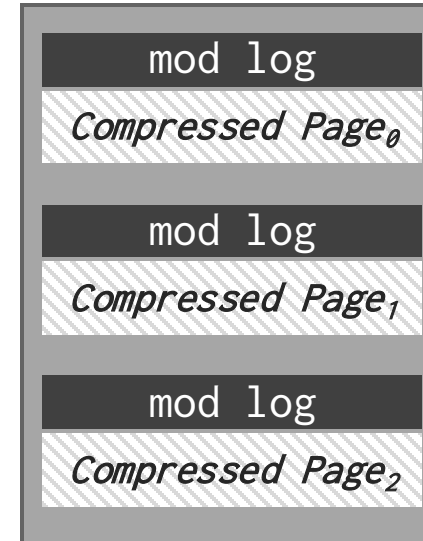 mod log
Compressed Page₀
mod log
Compressed Page₁
mod log
Compressed Page₂